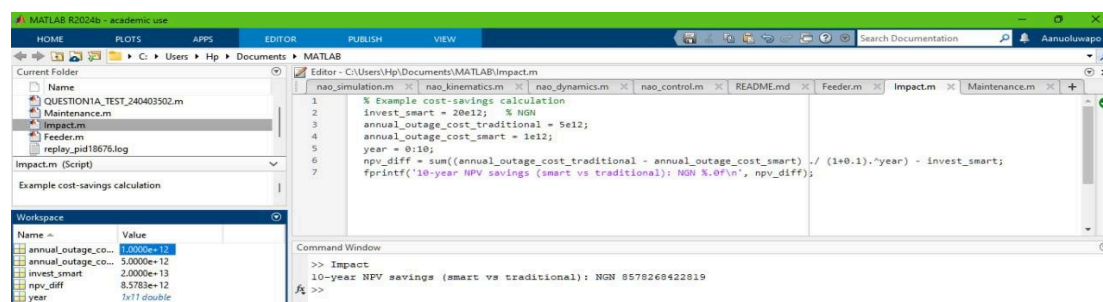 MATLAB R2024b - academic use
HOME PLOTS APPS EDITOR PUBLISH VIEW Search Documentation Aanuoluwapo
C: Users Hp Documents MATLAB
Current Folder
Name
QUESTION1A_TEST_240403502.m
Maintenance.m
Impact.m
Feeder.m
replay_pid18676.log
Impact.m (Script)
Example cost-savings calculation
Workspace
Name Value
annual_outage_co... 1.0000e+12
annual_outage_co... 5.0000e+12
invest_smart 2.0000e+13
npv_diff 8.5783e+12
year 1x11 double
Editor - C:\Users\Hp\Documents\MATLAB\Impact.m
nao_simulation.m nao_kinematics.m nao_dynamics.m nao_control.m README.md Feeder.m Impact.m Maintenance.m +
1 % Example cost-savings calculation
2 invest_smart = 20e12; % NGN
3 annual_outage_cost_traditional = 5e12;
4 annual_outage_cost_smart = 1e12;
5 year = 0:10;
6 npv_diff = sum((annual_outage_cost_traditional - annual_outage_cost_smart) ./ (1+0.1).^year) - invest_smart;
7 fprintf('10-year NPV savings (smart vs traditional): NGN %.0f\n', npv_diff);
Command Window
>> Impact
10-year NPV savings (smart vs traditional): NGN 8578268422819
fx >>